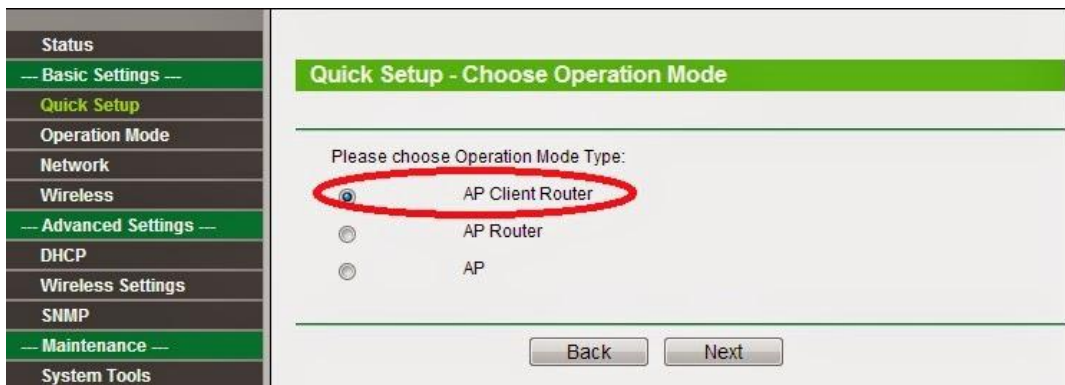 Status
--- Basic Settings ---
Quick Setup
Operation Mode
Network
Wireless
--- Advanced Settings ---
DHCP
Wireless Settings
SNMP
--- Maintenance ---
System Tools
Quick Setup - Choose Operation Mode
Please choose Operation Mode Type:
AP Client Router
AP Router
AP
Back Next